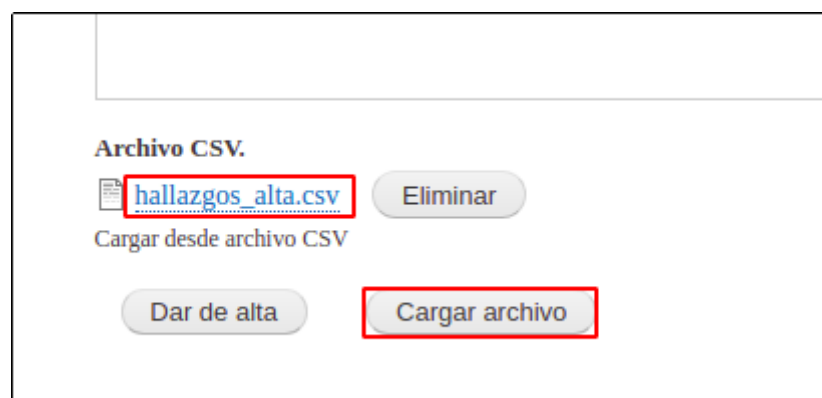 Archivo CSV.
hallazgos_alta.csv Eliminar
Cargar desde archivo CSV
Dar de alta Cargar archivo